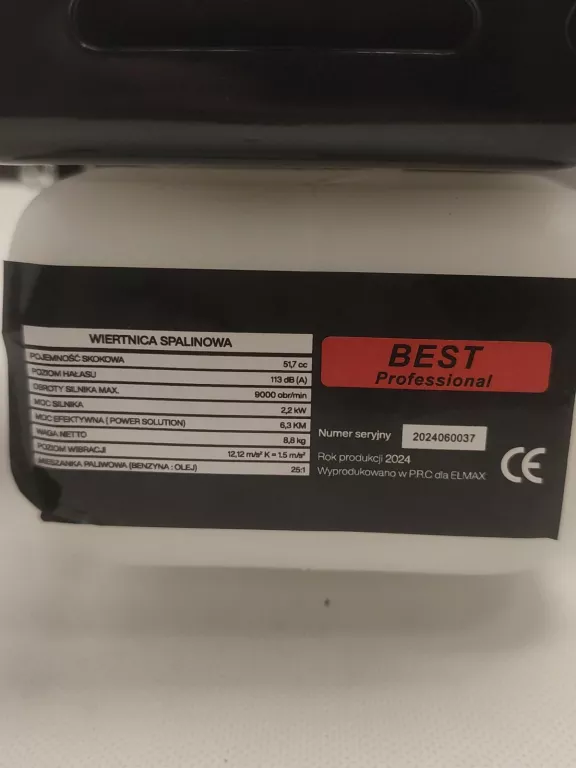 WIERTNICA SPALINOWA
POJEMNOŚĆ SKOKOWA 51,7 cc
POZIOM HAŁASU 113 dB (A)
OBROTY SILNIKA MAX. 9000 obr/min
MOC SILNIKA 2,2 kW
MOC EFEKTYWNA ( POWER SOLUTION) 6,3 KM
WAGA NETTO 8,8 kg
POZIOM WIBRACJI 12,12 m/s² K = 1.5 m/s²
MIESZANKA PALIWOWA (BENZYNA : OLEJ) 25:1
BEST
Professional
Numer seryjny 2024060037
Rok produkcji 2024
Wyprodukowano w P.R.C dla ELMAX
CE